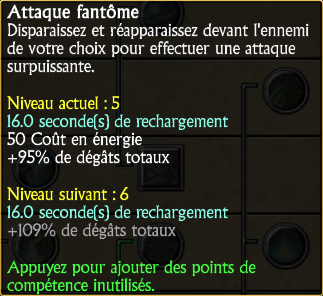 Attaque fantôme
Disparaissez et réapparaissez devant l'ennemi
de votre choix pour effectuer une attaque
surpuissante.
Niveau actuel : 5
16.0 seconde(s) de rechargement
50 Coût en énergie
+95% de dégâts totaux
Niveau suivant : 6
16.0 seconde(s) de rechargement
+109% de dégâts totaux
Appuyez pour ajouter des points de
compétence inutilisés.